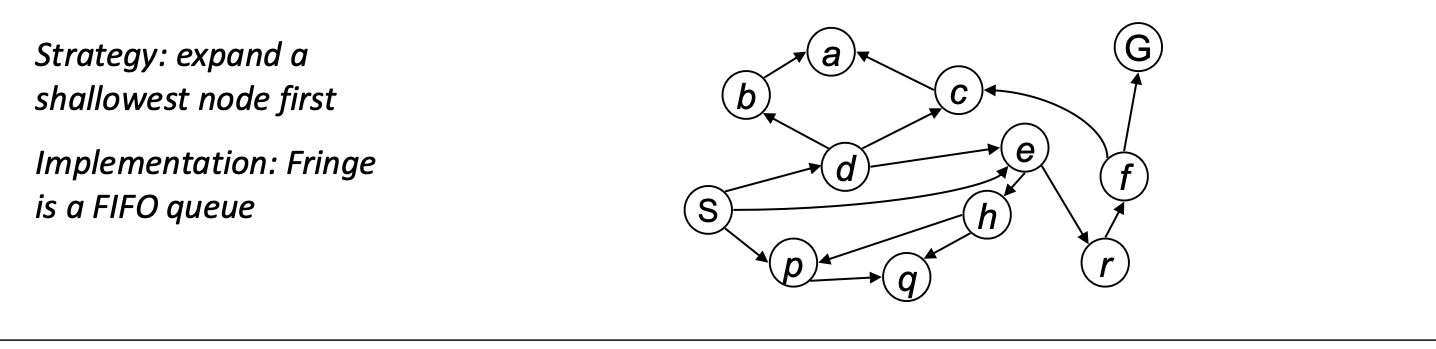 Strategy: expand a
shallowest node first
Implementation: Fringe
is a FIFO queue
G
a
c
b
e
d
f
S
h
p
r
q